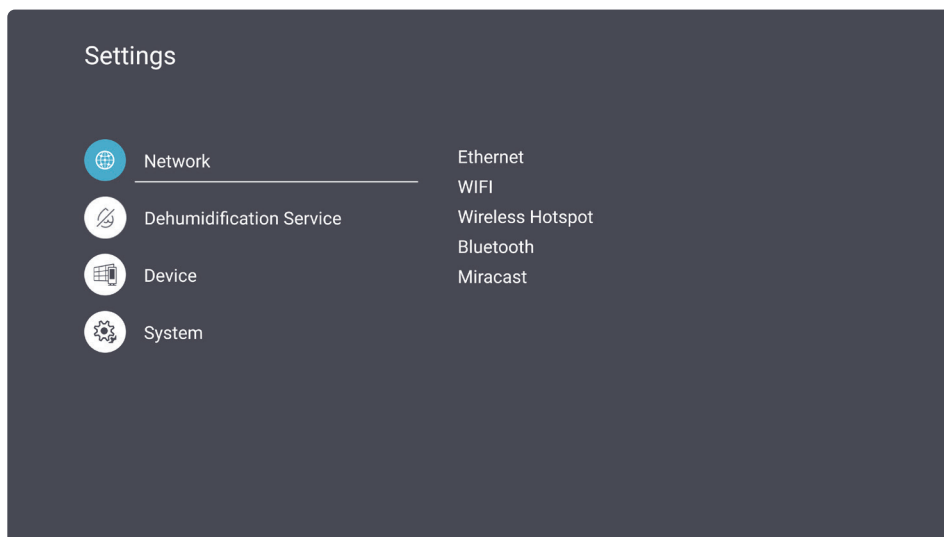 Settings
Network
Dehumidification Service
Device
System
Ethernet
WIFI
Wireless Hotspot
Bluetooth
Miracast